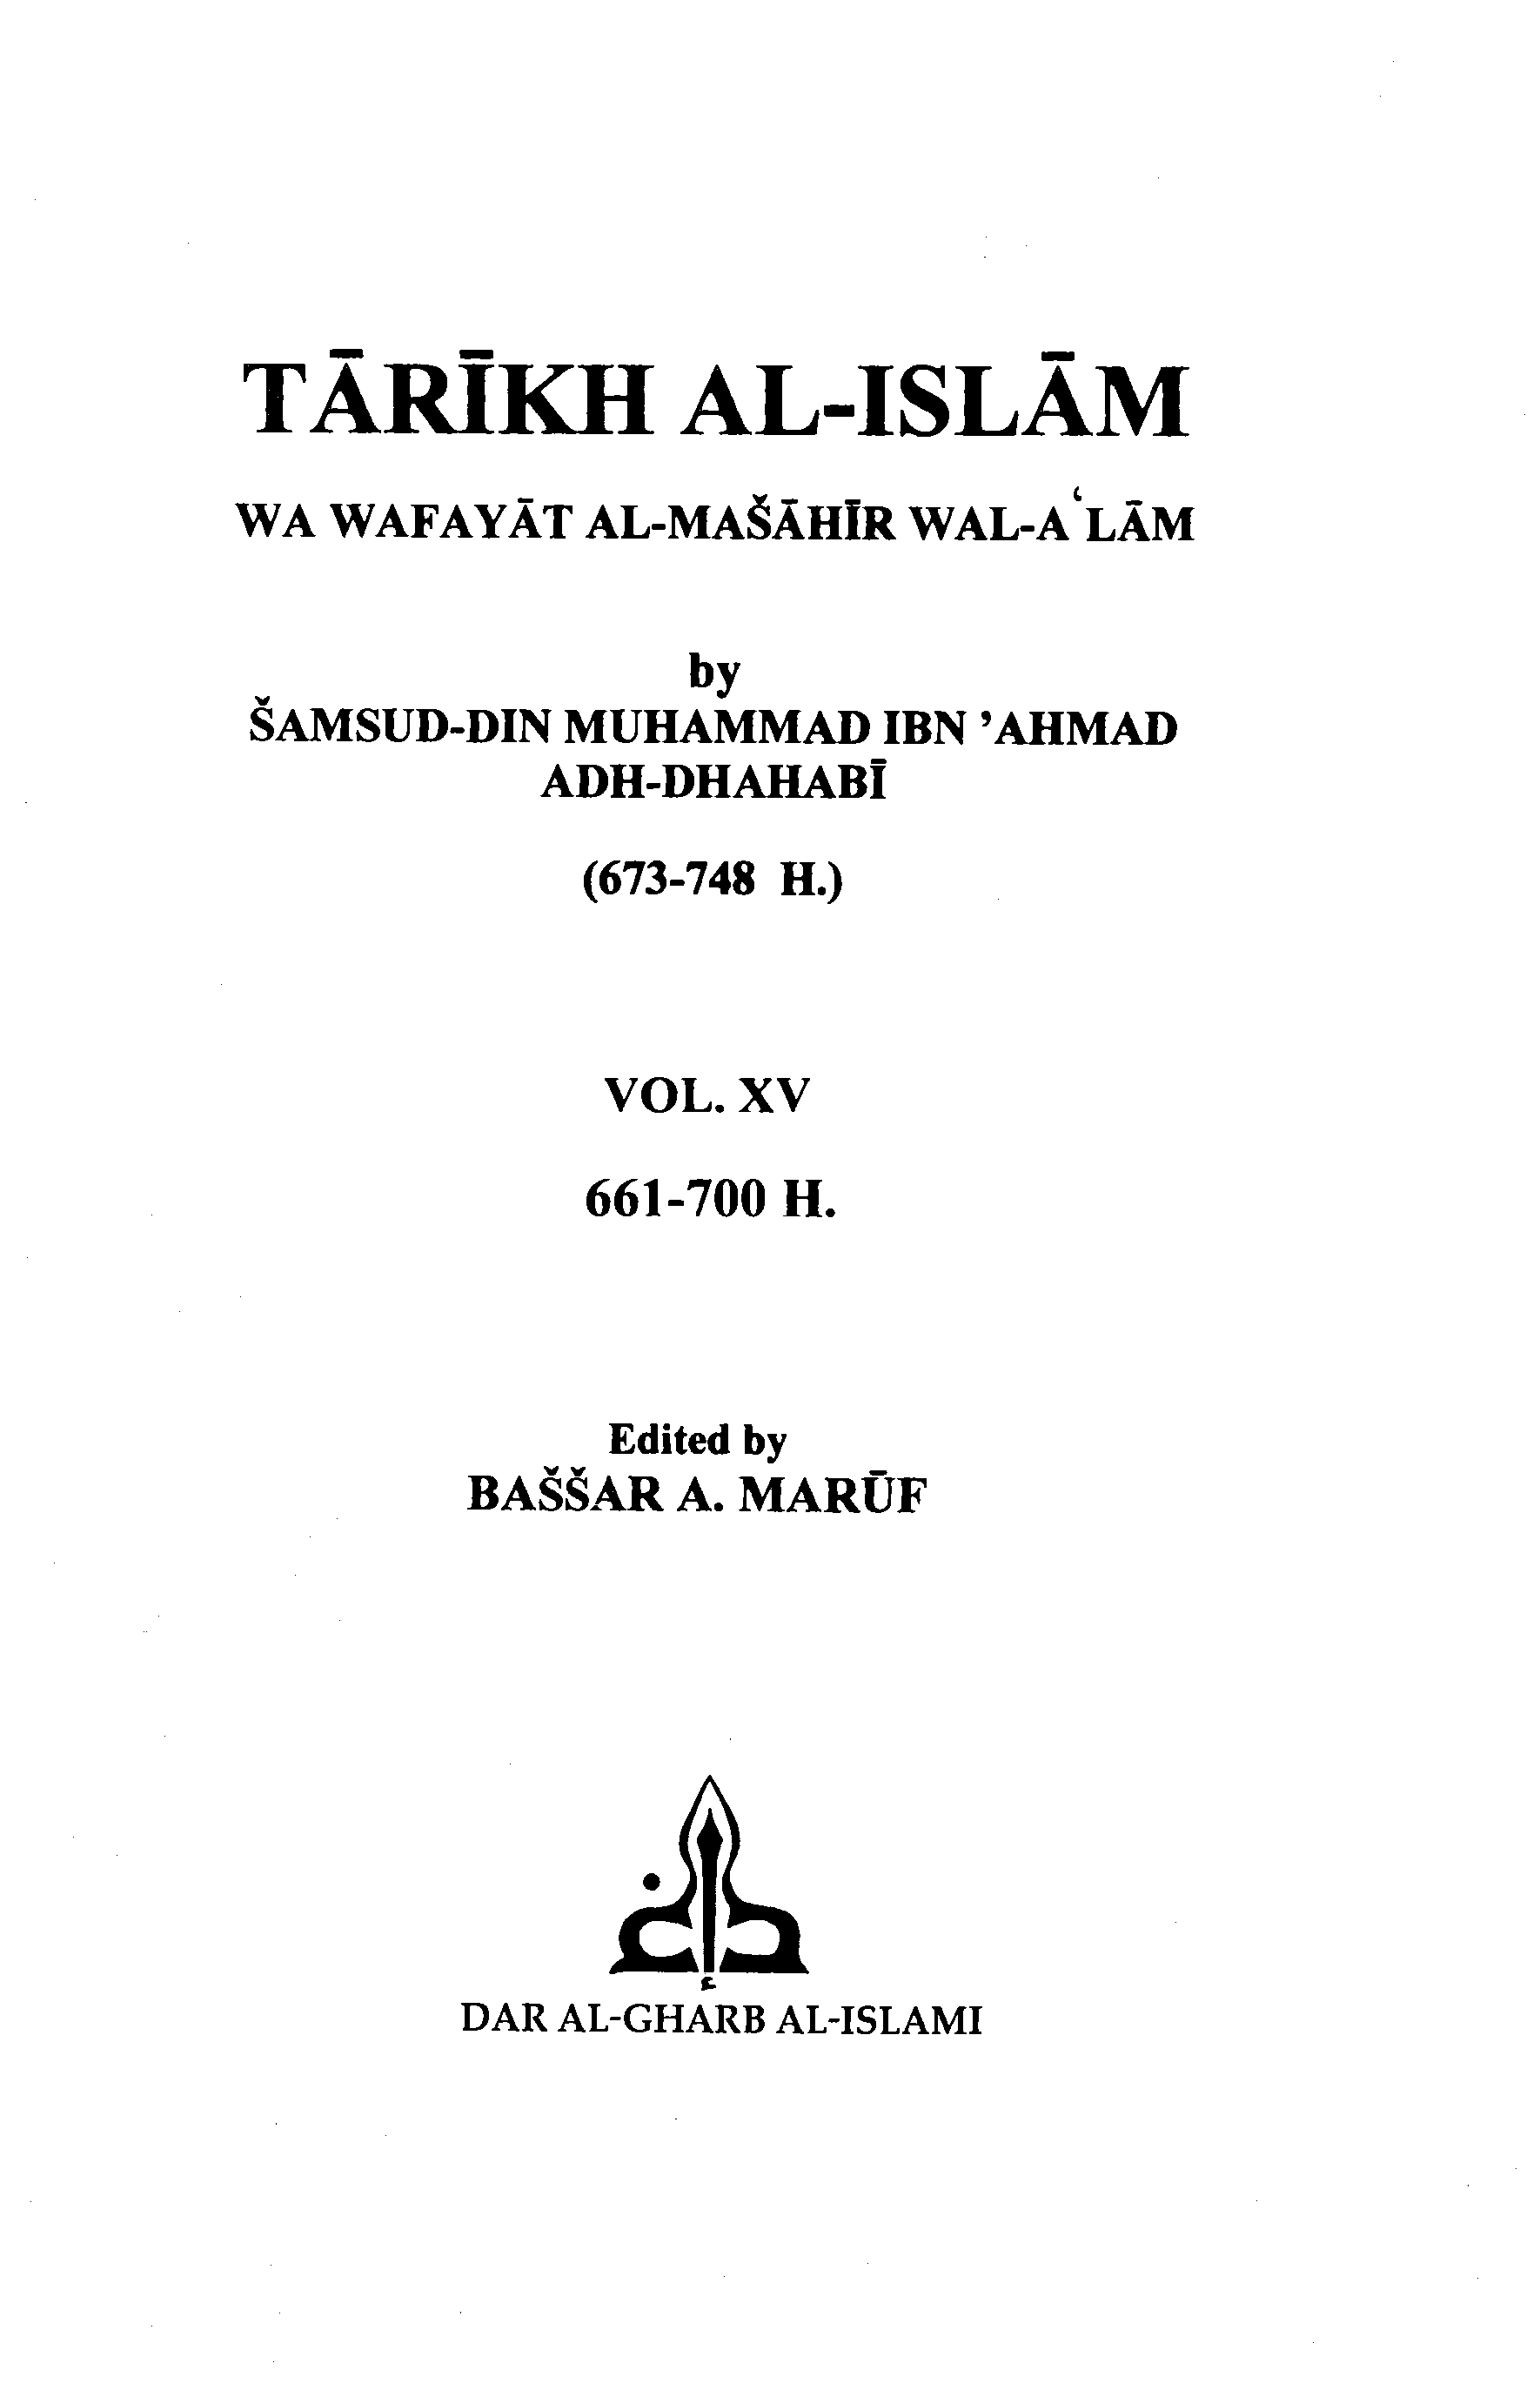 TĀRĪKH AL-ISLĀM
WA WAFAYĀT AL-MAŠĀHĪR WAL-AʿLĀM
by
ŠAMSUD-DIN MUHAMMAD IBN ’AHMAD
ADH-DHAHABĪ
(673-748 H.)
VOL. XV
661-700 H.
Edited by
BAŠŠAR A. MARŪF
DAR AL-GHARB AL-ISLAMI